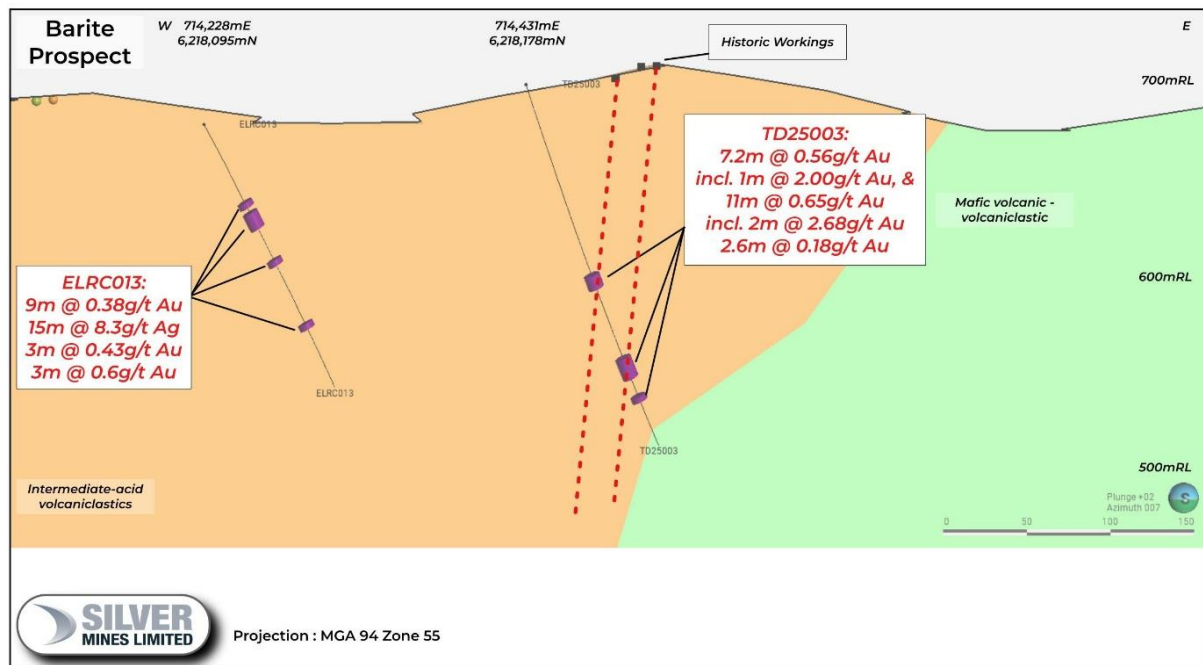 Barite
Prospect
W 714,228mE
6,218,095mN
714,431mE
6,218,178mN
Historic Workings
E
700mRL
TD25003
ELRC013
TD25003:
7.2m @ 0.56g/t Au
incl. 1m @ 2.00g/t Au, &
11m @ 0.65g/t Au
incl. 2m @ 2.68g/t Au
2.6m @ 0.18g/t Au
Mafic volcanic -
volcaniclastic
ELRC013:
9m @ 0.38g/t Au
15m @ 8.3g/t Ag
3m @ 0.43g/t Au
3m @ 0.6g/t Au
600mRL
ELRC013
TD25003
500mRL
Intermediate-acid
volcaniclastics
Plunge +02
Azimuth 007
S
0 50 100 150
SILVER
MINES LIMITED
Projection : MGA 94 Zone 55